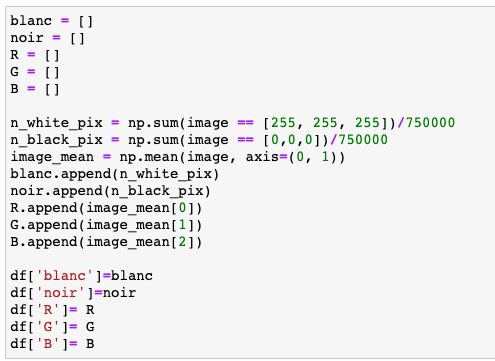 blanc = []
noir = []
R = []
G = []
B = []
n_white_pix = np.sum(image == [255, 255, 255])/750000
n_black_pix = np.sum(image == [0,0,0])/750000
image_mean = np.mean(image, axis=(0, 1))
blanc.append(n_white_pix)
noir.append(n_black_pix)
R.append(image_mean[0])
G.append(image_mean[1])
B.append(image_mean[2])
df['blanc']=blanc
df['noir']=noir
df['R']= R
df['G']= G
df['B']= B